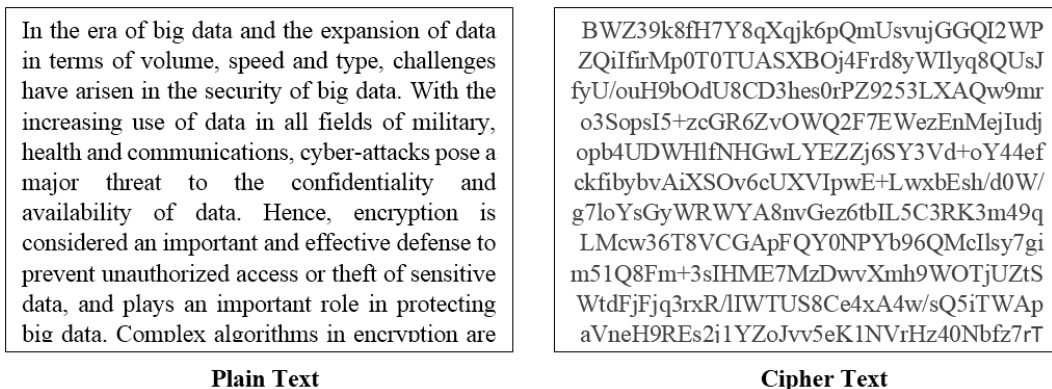 In the era of big data and the expansion of data
in terms of volume, speed and type, challenges
have arisen in the security of big data. With the
increasing use of data in all fields of military,
health and communications, cyber-attacks pose a
major threat to the confidentiality and
availability of data. Hence, encryption is
considered an important and effective defense to
prevent unauthorized access or theft of sensitive
data, and plays an important role in protecting
big data. Complex algorithms in encryption are
Plain Text
BWZ39k8fH7Y8qXqjk6pQmUsvujGGQI2WP
ZQiIfirMp0T0TUASXBOj4Frd8yWIlyq8QUsJ
fyU/ouH9bOdU8CD3hes0rPZ9253LXAQw9mr
o3SopsI5+zcGR6ZvOWQ2F7EWezEnMejIudj
opb4UDWHlfNHGwLYEZZj6SY3Vd+oY44ef
ckfibybvAiXSOv6cUXVIpwE+LwxbEsh/d0W/
g7loYsGyWRWYA8nvGez6tbIL5C3RK3m49q
LMcw36T8VCGApFQY0NPYb96QMcIlsy7gi
m51Q8Fm+3sIHME7MzDwvXmh9WOTjUZtS
WtdFjFjq3rxR/lIWTUS8Ce4xA4w/sQ5iTWAp
aVneH9REs2j1YZoJvv5eK1NVrHz40Nbfz7rT
Cipher Text